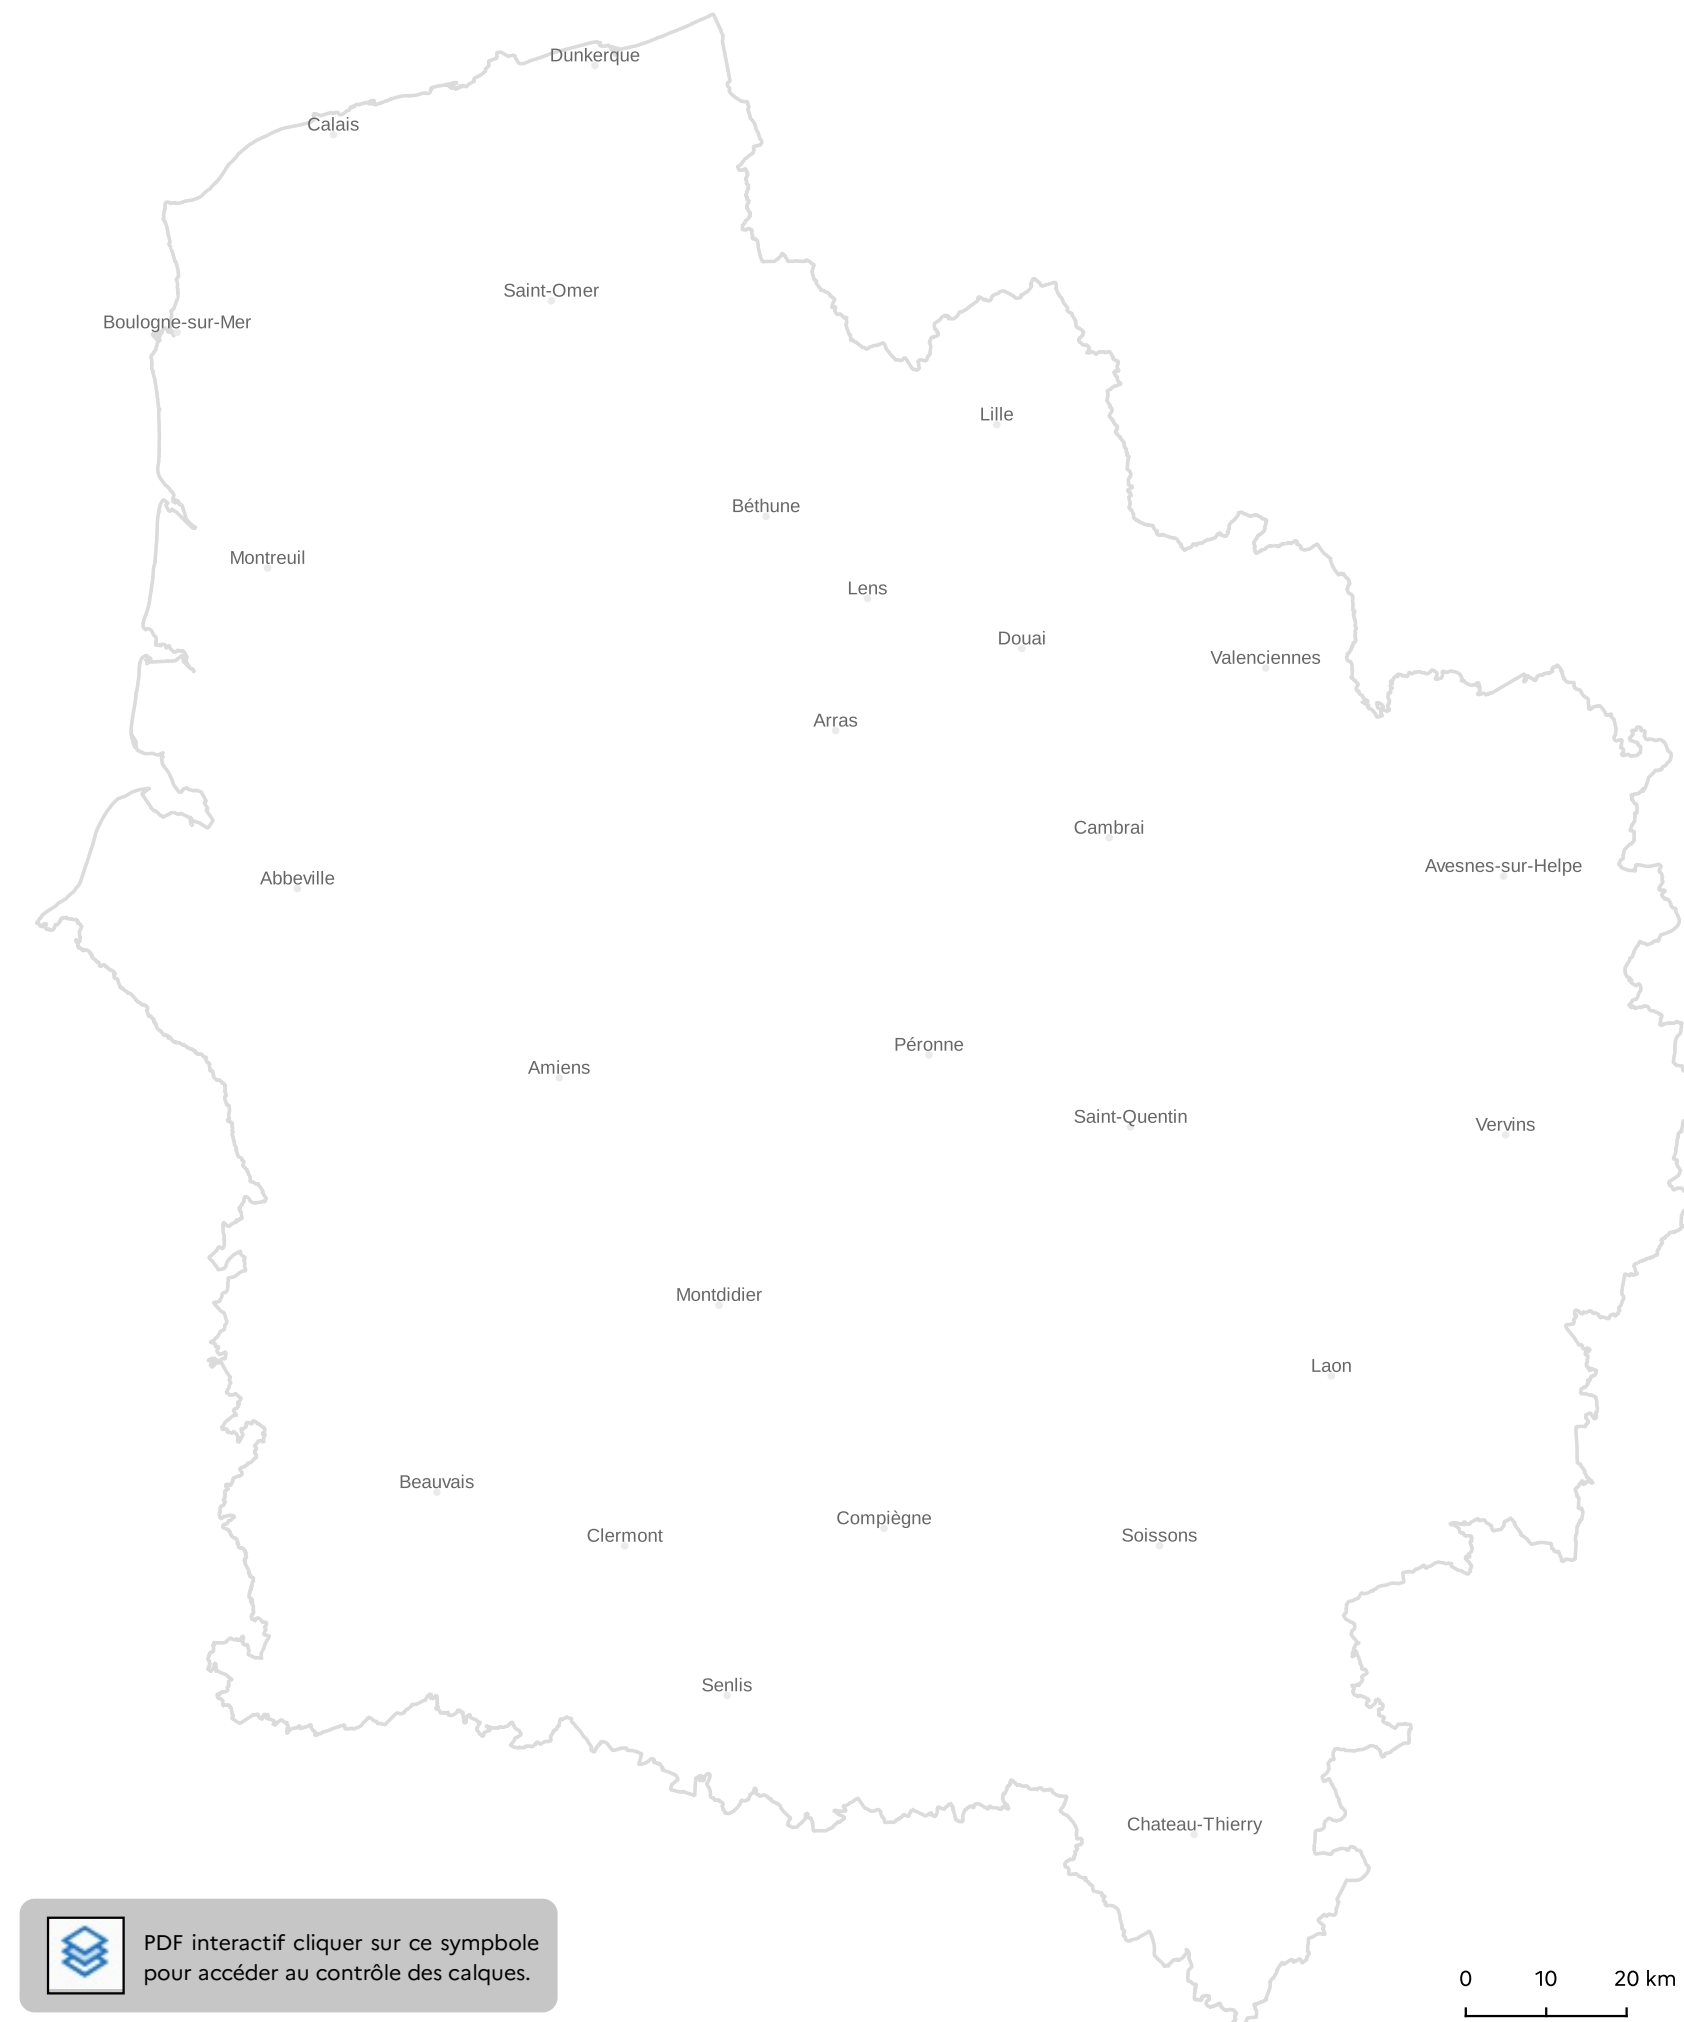 Dunkerque
Calais
Saint-Omer
Boulogne-sur-Mer
Lille
Béthune
Montreuil
Lens
Douai
Valenciennes
Arras
Cambrai
Avesnes-sur-Helpe
Abbeville
Péronne
Amiens
Saint-Quentin
Vervins
Montdidier
Laon
Beauvais
Compiègne
Clermont
Soissons
Senlis
Chateau-Thierry
PDF interactif cliquer sur ce sympbole
pour accéder au contrôle des calques.
0 10 20 km